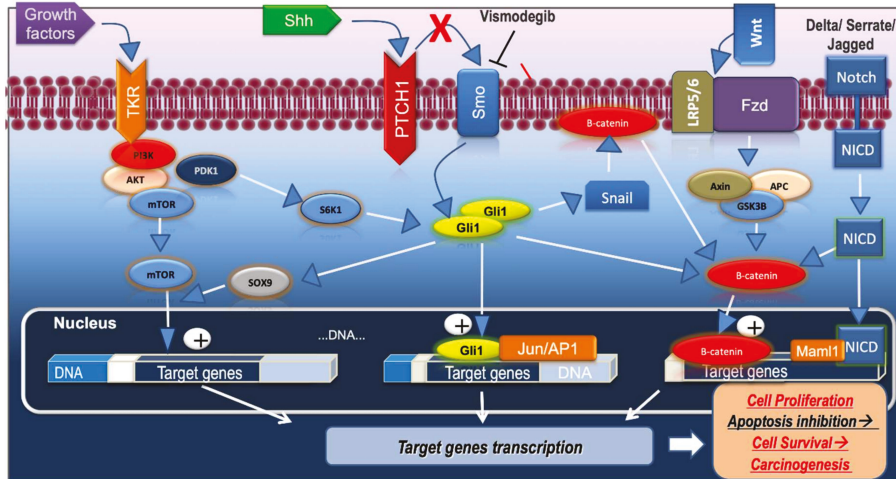 Growth
factors
Shh
X
Vismodegib
Wnt
Delta/ Serrate/
Jagged
TKR
PTCH1
Smo
B-catenin
LRP5/6
Fzd
Notch
NICD
PI3K
AKT
PDK1
mTOR
S6K1
Gli1
Gli1
Snail
Axin
APC
GSK3B
NICD
mTOR
SOX9
B-catenin
Nucleus
+
...DNA...
+
+
Gli1
Jun/AP1
B-catenin
Maml1
NICD
DNA
Target genes
Target genes
DNA
Target genes
Target genes transcription
Cell Proliferation
Apoptosis inhibition→
Cell Survival→
Carcinogenesis